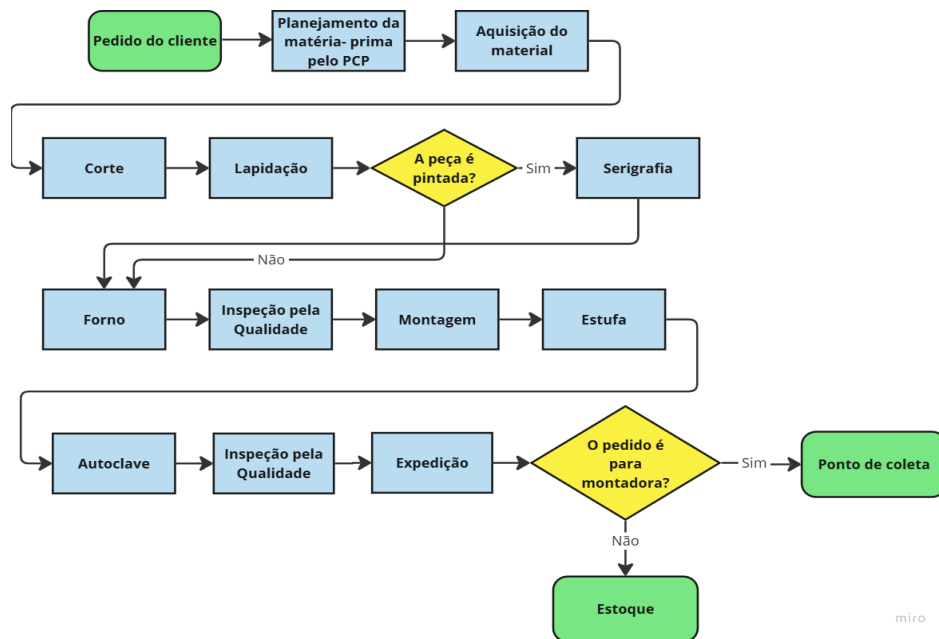 Pedido do cliente
Planejamento da
matéria- prima
pelo PCP
Aquisição do
material
Corte
Lapidação
A peça é
pintada?
Sim
Serigrafia
Não
Forno
Inspeção pela
Qualidade
Montagem
Estufa
Autoclave
Inspeção pela
Qualidade
Expedição
O pedido é
para
montadora?
Sim
Ponto de coleta
Não
Estoque
miro